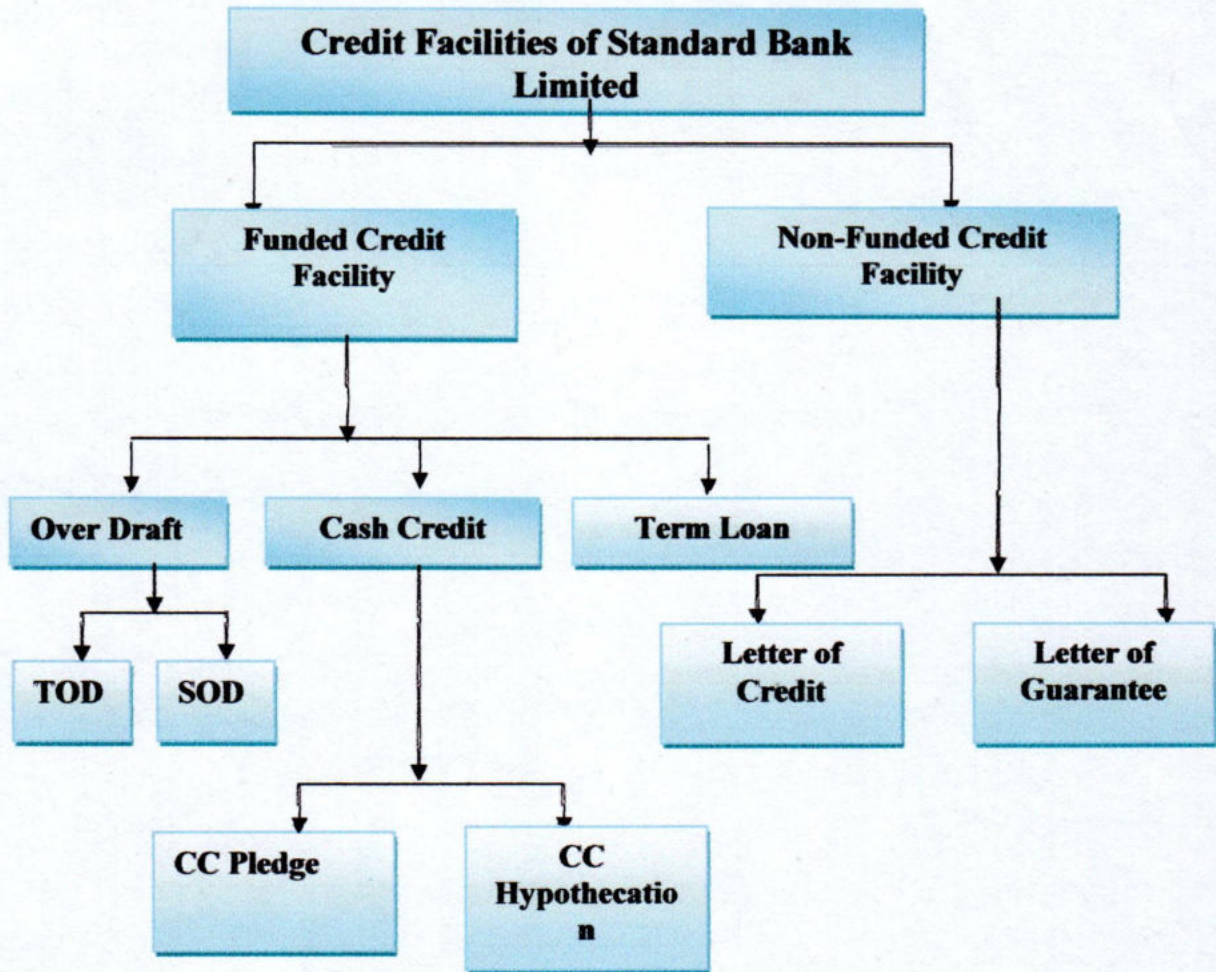 Credit Facilities of Standard Bank
Limited
Funded Credit
Facility
Non-Funded Credit
Facility
Over Draft
Cash Credit
Term Loan
TOD
SOD
Letter of
Credit
Letter of
Guarantee
CC Pledge
CC
Hypothecatio
n